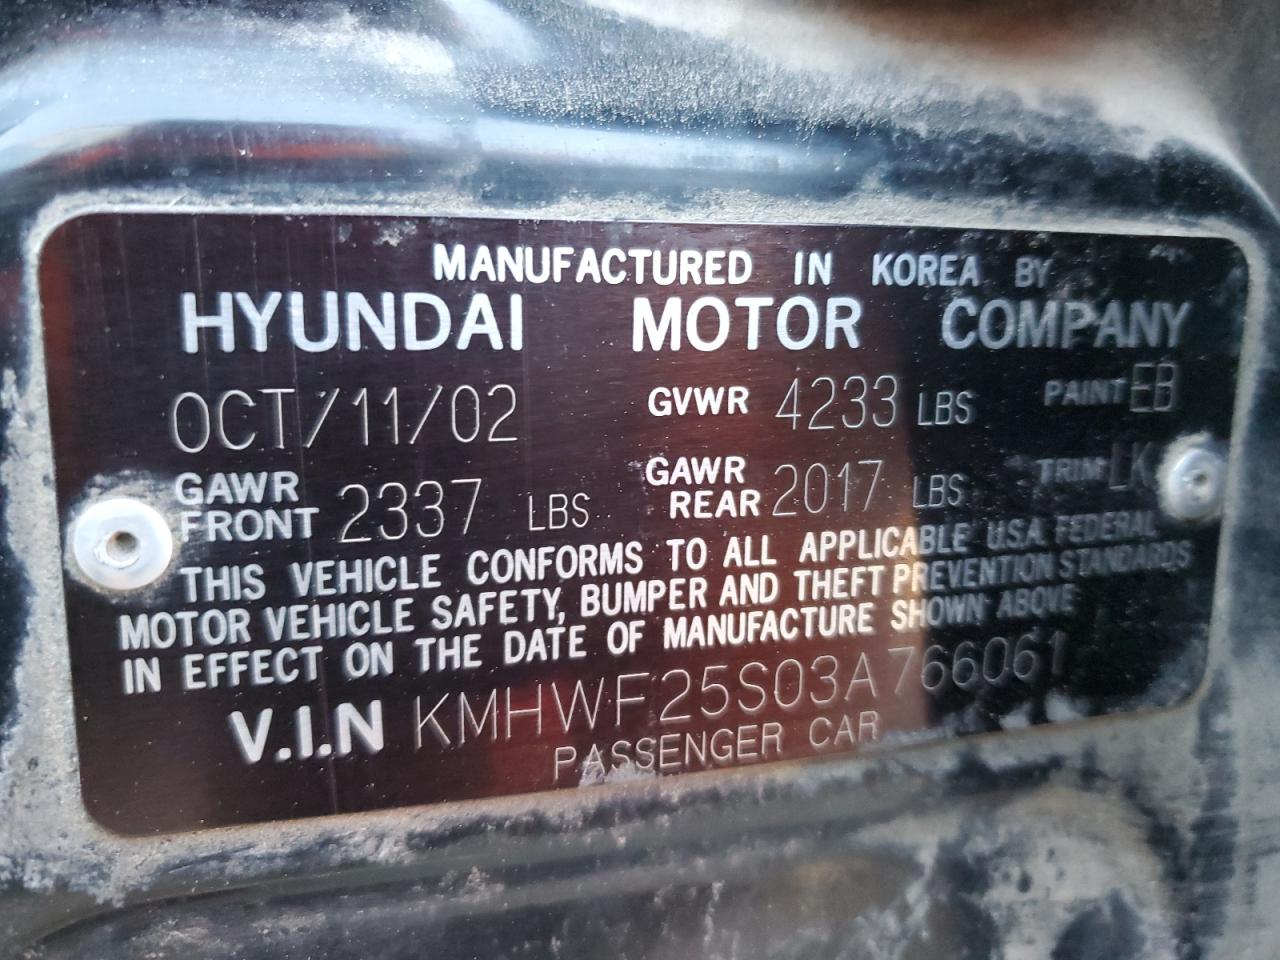 MANUFACTURED IN KOREA BY
HYUNDAI MOTOR COMPANY
OCT/11/02 GVWR 4233 LBS PAINT EB
GAWR FRONT 2337 LBS GAWR REAR 2017 LBS TRIM LK
THIS VEHICLE CONFORMS TO ALL APPLICABLE U.S.A. FEDERAL
MOTOR VEHICLE SAFETY, BUMPER AND THEFT PREVENTION STANDARDS
IN EFFECT ON THE DATE OF MANUFACTURE SHOWN ABOVE
V.I.N KMHWF25S03A766061
PASSENGER CAR